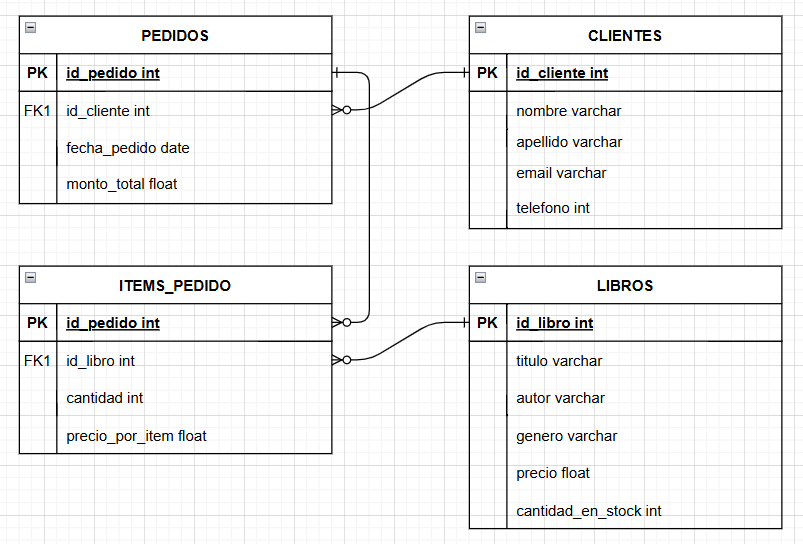 PEDIDOS
PK id_pedido int
FK1 id_cliente int
fecha_pedido date
monto_total float
CLIENTES
PK id_cliente int
nombre varchar
apellido varchar
email varchar
telefono int
ITEMS_PEDIDO
PK id_pedido int
FK1 id_libro int
cantidad int
precio_por_item float
LIBROS
PK id_libro int
titulo varchar
autor varchar
genero varchar
precio float
cantidad_en_stock int